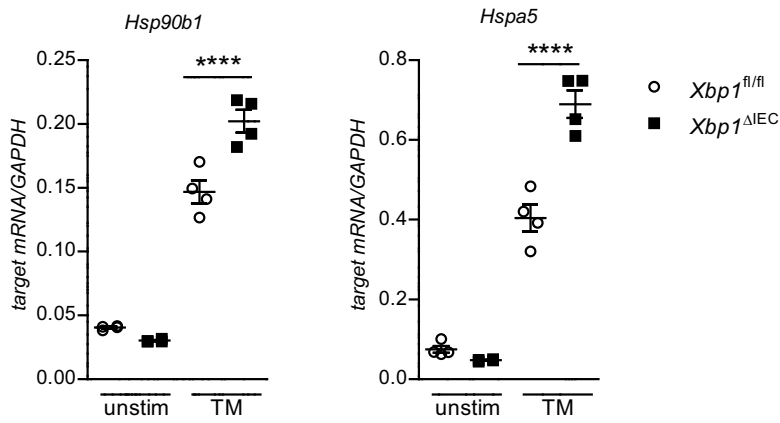 Hsp90b1
target mRNA/GAPDH
0.25
0.20
0.15
0.10
0.05
0.00
****
unstim
TM
Hspa5
target mRNA/GAPDH
0.8
0.6
0.4
0.2
0.0
****
unstim
TM
Xbp1fl/fl
Xbp1ΔIEC